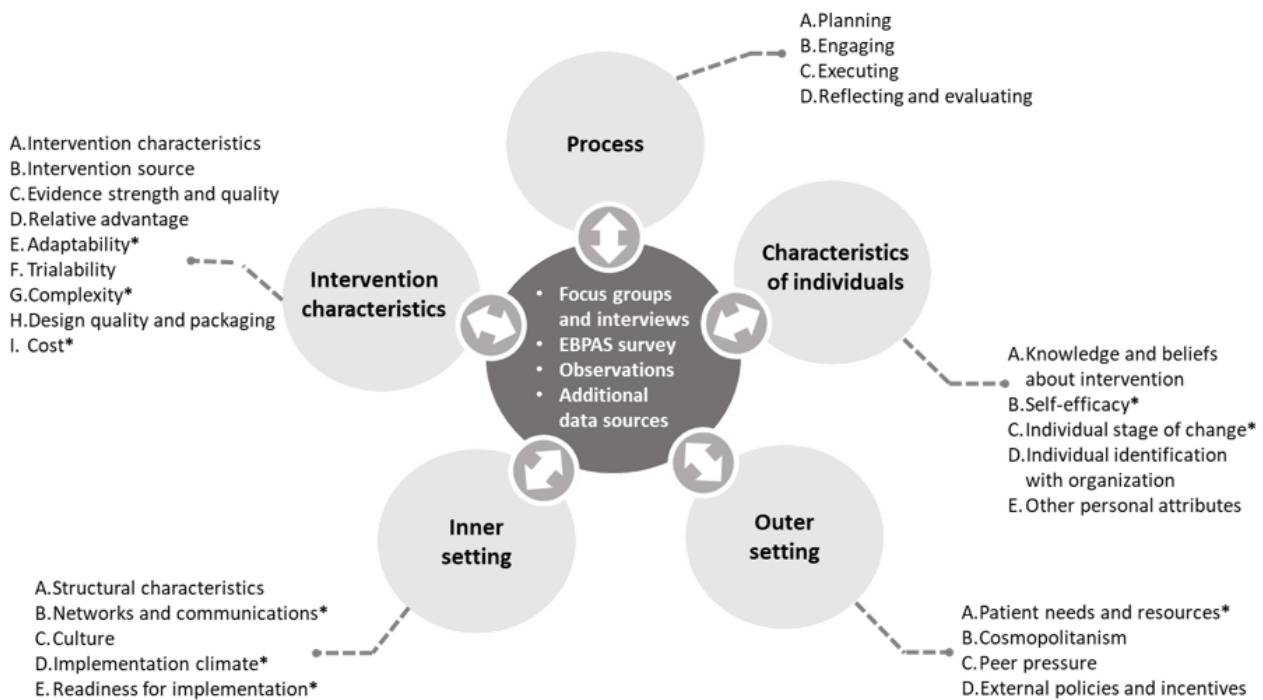 A.Planning
B.Engaging
C.Executing
D.Reflecting and evaluating
Process
A.Intervention characteristics
B.Intervention source
C.Evidence strength and quality
D.Relative advantage
E.Adaptability*
F.Trialability
G.Complexity*
H.Design quality and packaging
I. Cost*
Intervention
characteristics
Characteristics
of individuals
• Focus groups
and interviews
• EBPAS survey
• Observations
• Additional
data sources
A.Knowledge and beliefs
about intervention
B.Self-efficacy*
C.Individual stage of change*
D.Individual identification
with organization
E.Other personal attributes
Inner
setting
Outer
setting
A.Structural characteristics
B.Networks and communications*
C.Culture
D.Implementation climate*
E.Readiness for implementation*
A.Patient needs and resources*
B.Cosmopolitanism
C.Peer pressure
D.External policies and incentives